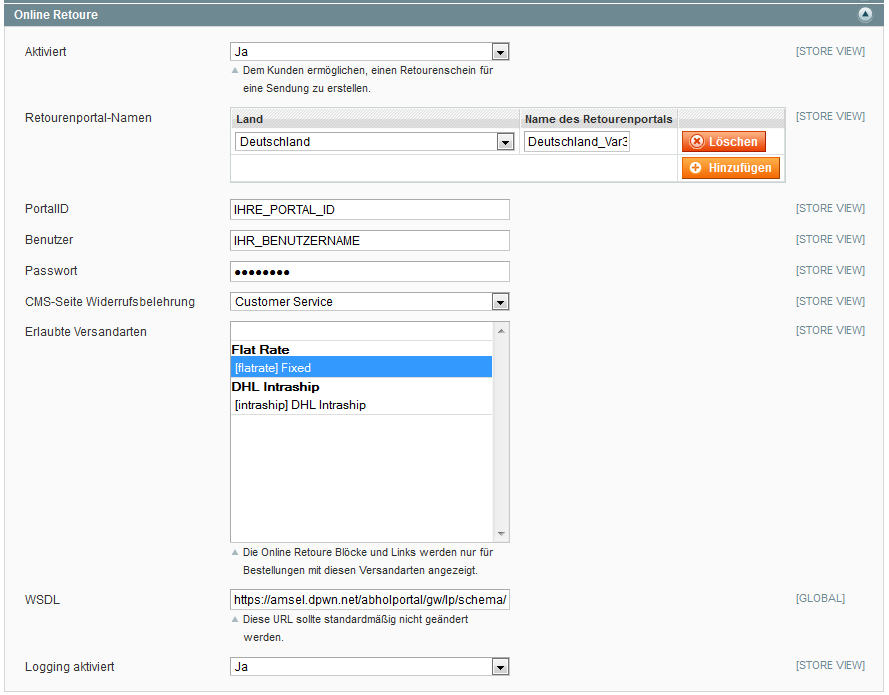 Online Retoure
Aktiviert
Ja
[STORE VIEW]
Dem Kunden ermöglichen, einen Retourenschein für
eine Sendung zu erstellen.
Retourenportal-Namen
Land
Name des Retourenportals
[STORE VIEW]
Deutschland
Deutschland_Var3
Löschen
Hinzufügen
PortalID
IHRE_PORTAL_ID
[STORE VIEW]
Benutzer
IHR_BENUTZERNAME
[STORE VIEW]
Passwort
••••••••
[STORE VIEW]
CMS-Seite Widerrufsbelehrung
Customer Service
[STORE VIEW]
Erlaubte Versandarten
[STORE VIEW]
Flat Rate
[flatrate] Fixed
DHL Intraship
[intraship] DHL Intraship
Die Online Retoure Blöcke und Links werden nur für
Bestellungen mit diesen Versandarten angezeigt.
WSDL
https://amsel.dpwn.net/abholportal/gw/lp/schema/
[GLOBAL]
Diese URL sollte standardmäßig nicht geändert
werden.
Logging aktiviert
Ja
[STORE VIEW]